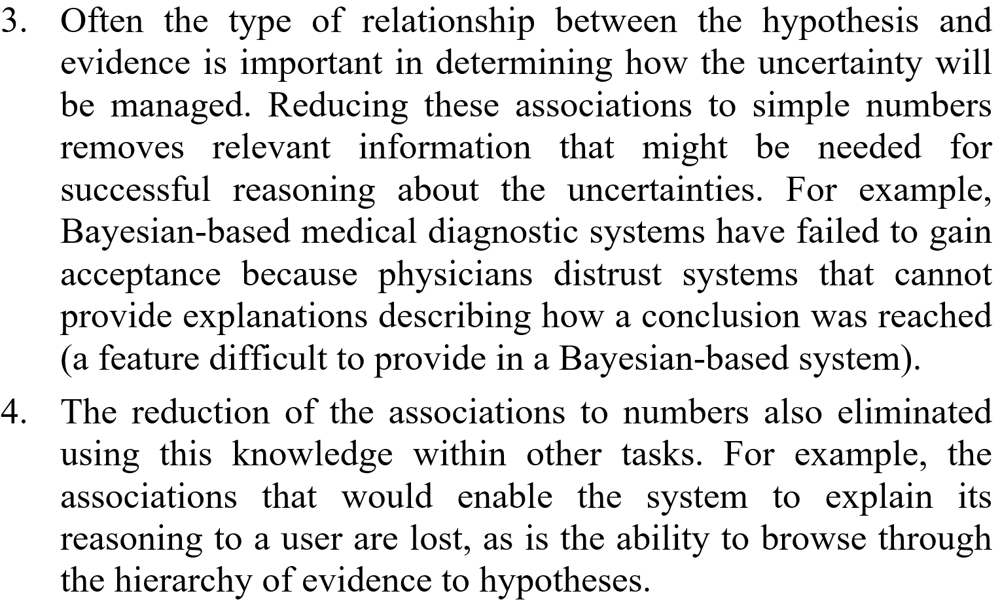 3. Often the type of relationship between the hypothesis and
evidence is important in determining how the uncertainty will
be managed. Reducing these associations to simple numbers
removes relevant information that might be needed for
successful reasoning about the uncertainties. For example,
Bayesian-based medical diagnostic systems have failed to gain
acceptance because physicians distrust systems that cannot
provide explanations describing how a conclusion was reached
(a feature difficult to provide in a Bayesian-based system).
4. The reduction of the associations to numbers also eliminated
using this knowledge within other tasks. For example, the
associations that would enable the system to explain its
reasoning to a user are lost, as is the ability to browse through
the hierarchy of evidence to hypotheses.